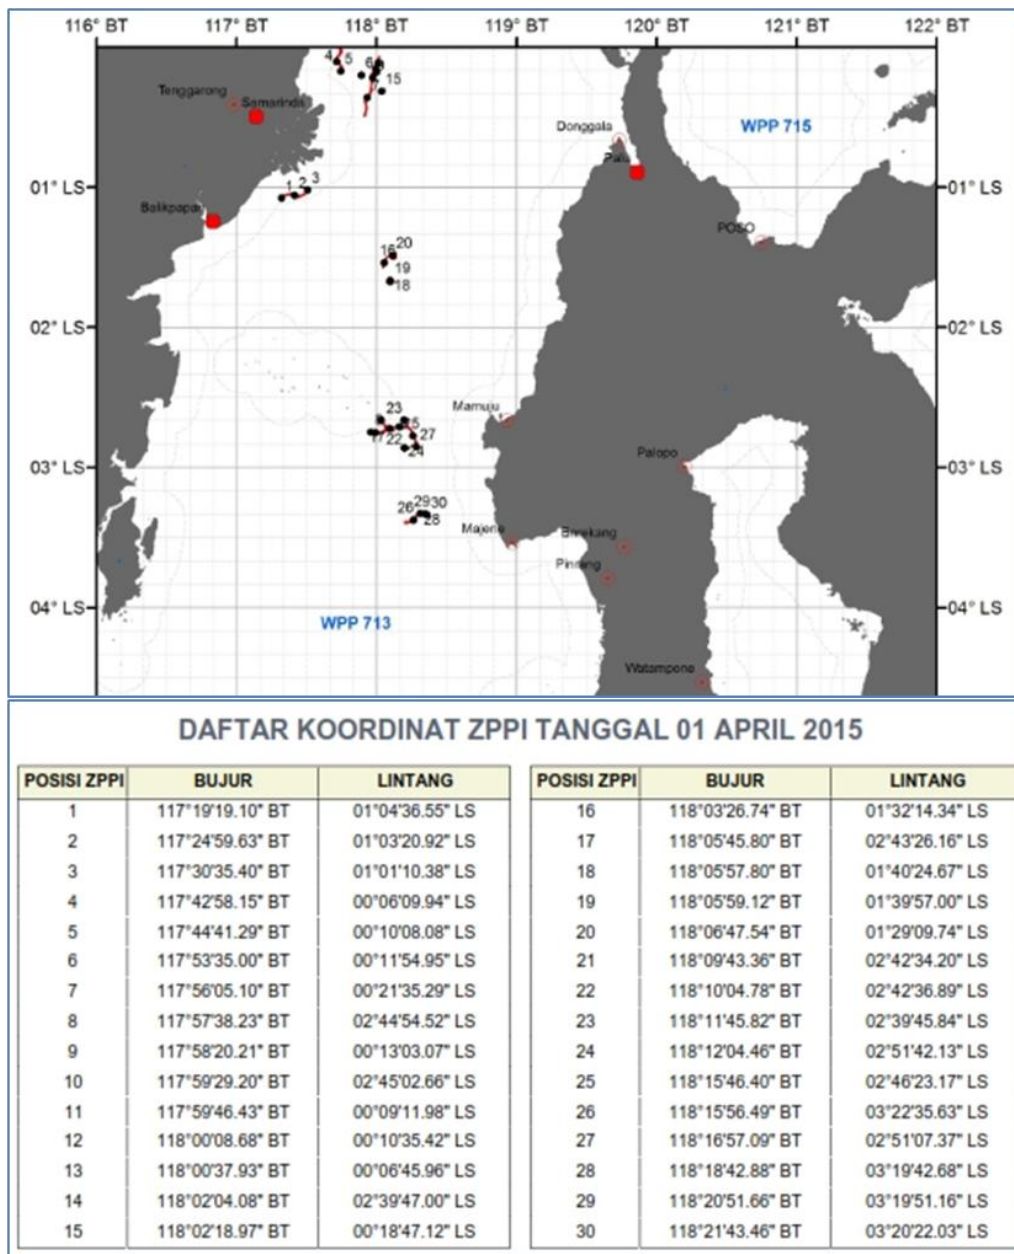 116° BT 117° BT 118° BT 119° BT 120° BT 121° BT 122° BT
4 5 6 15
Tenggarong
Samarinda
Donggala
WPP 715
Palu
01° LS 01° LS
1 2 3
Balikpapan
POSO
16 20
19
18
02° LS 02° LS
23
Mamuju
22 27
24
Palopo
03° LS 03° LS
26 29 30
28
Majene
Enrekang
Pinrang
04° LS 04° LS
WPP 713
Watampone
DAFTAR KOORDINAT ZPPI TANGGAL 01 APRIL 2015
POSISI ZPPI BUJUR LINTANG POSISI ZPPI BUJUR LINTANG
1 117°19'19.10" BT 01°04'36.55" LS 16 118°03'26.74" BT 01°32'14.34" LS
2 117°24'59.63" BT 01°03'20.92" LS 17 118°05'45.80" BT 02°43'26.16" LS
3 117°30'35.40" BT 01°01'10.38" LS 18 118°05'57.80" BT 01°40'24.67" LS
4 117°42'58.15" BT 00°06'09.94" LS 19 118°05'59.12" BT 01°39'57.00" LS
5 117°44'41.29" BT 00°10'08.08" LS 20 118°06'47.54" BT 01°29'09.74" LS
6 117°53'35.00" BT 00°11'54.95" LS 21 118°09'43.36" BT 02°42'34.20" LS
7 117°56'05.10" BT 00°21'35.29" LS 22 118°10'04.78" BT 02°42'36.89" LS
8 117°57'38.23" BT 02°44'54.52" LS 23 118°11'45.82" BT 02°39'45.84" LS
9 117°58'20.21" BT 00°13'03.07" LS 24 118°12'04.46" BT 02°51'42.13" LS
10 117°59'29.20" BT 02°45'02.66" LS 25 118°15'46.40" BT 02°46'23.17" LS
11 117°59'46.43" BT 00°09'11.98" LS 26 118°15'56.49" BT 03°22'35.63" LS
12 118°00'08.68" BT 00°10'35.42" LS 27 118°16'57.09" BT 02°51'07.37" LS
13 118°00'37.93" BT 00°06'45.96" LS 28 118°18'42.88" BT 03°19'42.68" LS
14 118°02'04.08" BT 02°39'47.00" LS 29 118°20'51.66" BT 03°19'51.16" LS
15 118°02'18.97" BT 00°18'47.12" LS 30 118°21'43.46" BT 03°20'22.03" LS